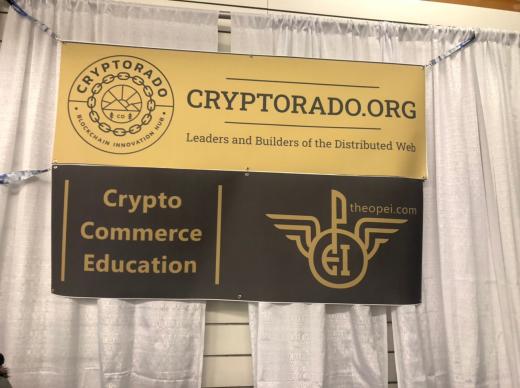 CRYPTORADO
CO
• BLOCKCHAIN INNOVATION HUB •
CRYPTORADO.ORG
Leaders and Builders of the Distributed Web
Crypto
Commerce
Education
theopei.com
OPEI